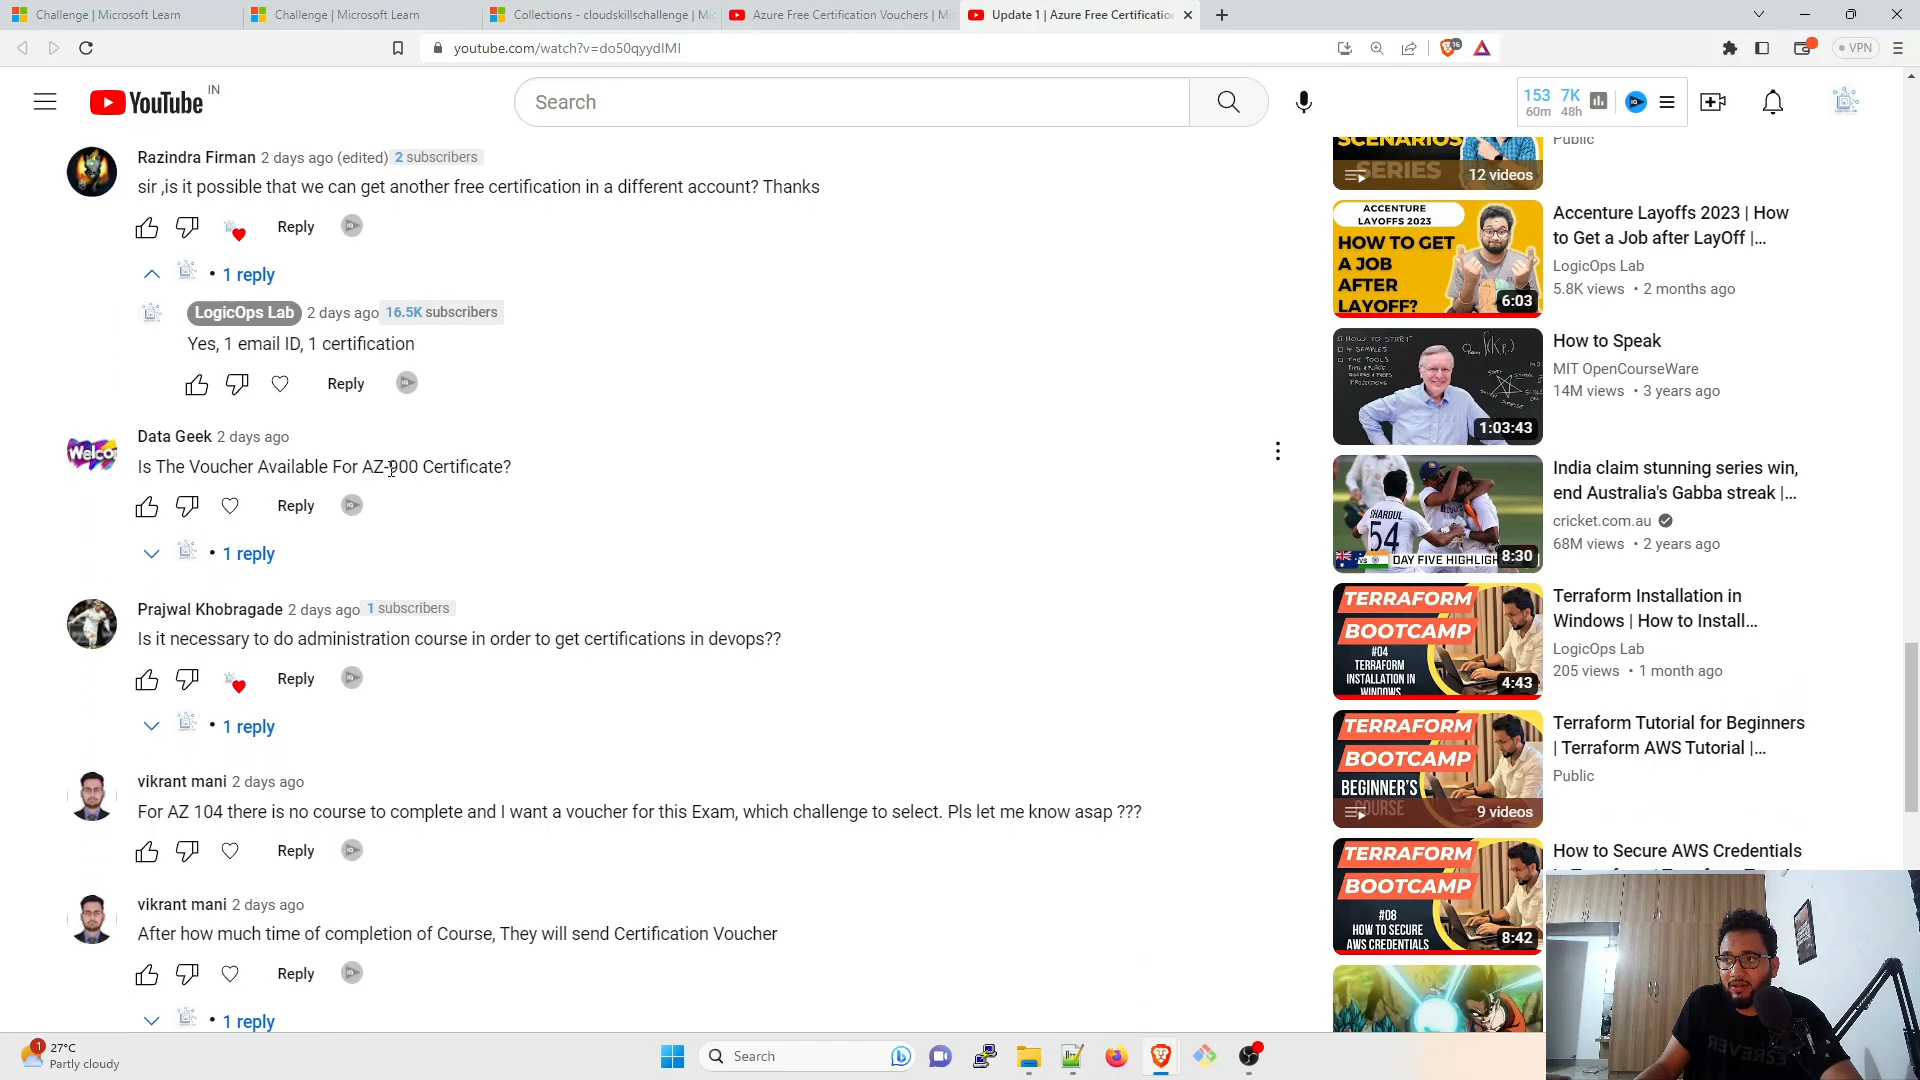 Challenge | Microsoft Learn
Challenge | Microsoft Learn
Collections - cloudskillschallenge | Mic
Azure Free Certification Vouchers | Mic
Update 1 | Azure Free Certification
youtube.com/watch?v=do50qyydIMI
16
VPN
YouTube IN
Search
153 7K
60m 48h
Razindra Firman 2 days ago (edited) 2 subscribers
sir ,is it possible that we can get another free certification in a different account? Thanks
Reply
1 reply
LogicOps Lab 2 days ago 16.5K subscribers
Yes, 1 email ID, 1 certification
Reply
Data Geek 2 days ago
Is The Voucher Available For AZ-900 Certificate?
Reply
1 reply
Prajwal Khobragade 2 days ago 1 subscribers
Is it necessary to do administration course in order to get certifications in devops??
Reply
1 reply
vikrant mani 2 days ago
For AZ 104 there is no course to complete and I want a voucher for this Exam, which challenge to select. Pls let me know asap ???
Reply
vikrant mani 2 days ago
After how much time of completion of Course, They will send Certification Voucher
Reply
1 reply
SCENARIOS
SERIES
12 videos
Public
ACCENTURE
LAYOFFS 2023
HOW TO GET
A JOB
AFTER
LAYOFF?
6:03
Accenture Layoffs 2023 | How
to Get a Job after LayOff |...
LogicOps Lab
5.8K views • 2 months ago
1:03:43
How to Speak
MIT OpenCourseWare
14M views • 3 years ago
SHARDUL
54
DAY FIVE HIGHLIGH
8:30
India claim stunning series win,
end Australia's Gabba streak |...
cricket.com.au
68M views • 2 years ago
TERRAFORM
BOOTCAMP
#04
TERRAFORM
INSTALLATION IN
WINDOWS
4:43
Terraform Installation in
Windows | How to Install...
LogicOps Lab
205 views • 1 month ago
TERRAFORM
BOOTCAMP
BEGINNER'S
COURSE
9 videos
Terraform Tutorial for Beginners
| Terraform AWS Tutorial |...
Public
TERRAFORM
BOOTCAMP
#08
HOW TO SECURE
AWS CREDENTIALS
8:42
How to Secure AWS Credentials
1
27°C
Partly cloudy
Search